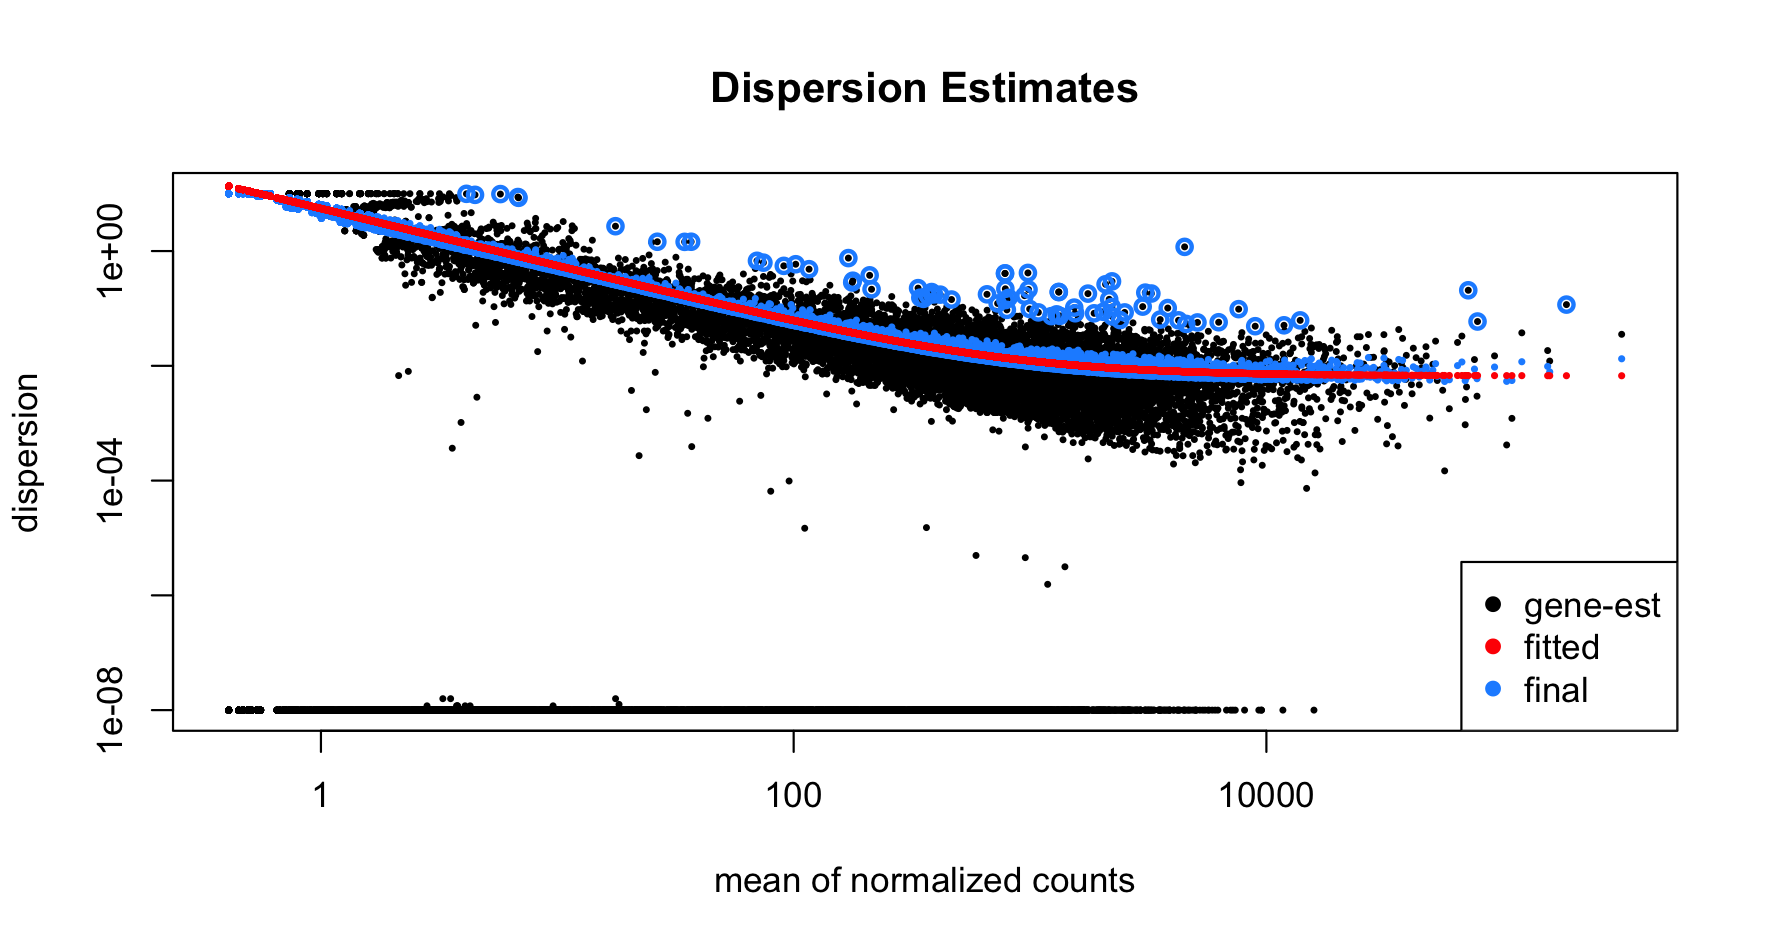 Dispersion Estimates
dispersion
1e+00
1e-04
1e-08
1
100
10000
mean of normalized counts
gene-est
fitted
final